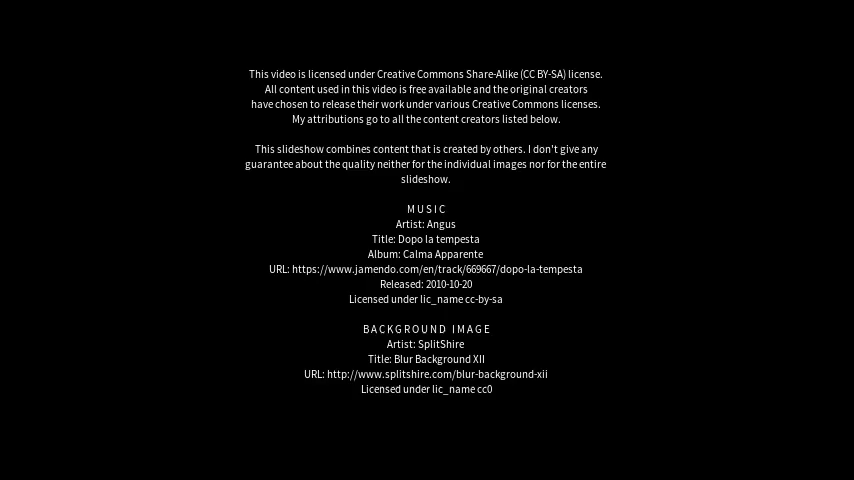 This video is licensed under Creative Commons Share-Alike (CC BY-SA) license.
All content used in this video is free available and the original creators
have chosen to release their work under various Creative Commons licenses.
My attributions go to all the content creators listed below.
This slideshow combines content that is created by others. I don't give any
guarantee about the quality neither for the individual images nor for the entire
slideshow.
MUSIC
Artist: Angus
Title: Dopo la tempesta
Album: Calma Apparente
URL: https://www.jamendo.com/en/track/669667/dopo-la-tempesta
Released: 2010-10-20
Licensed under lic_name cc-by-sa
BACKGROUND IMAGE
Artist: SplitShire
Title: Blur Background XII
URL: http://www.splitshire.com/blur-background-xii
Licensed under lic_name cc0